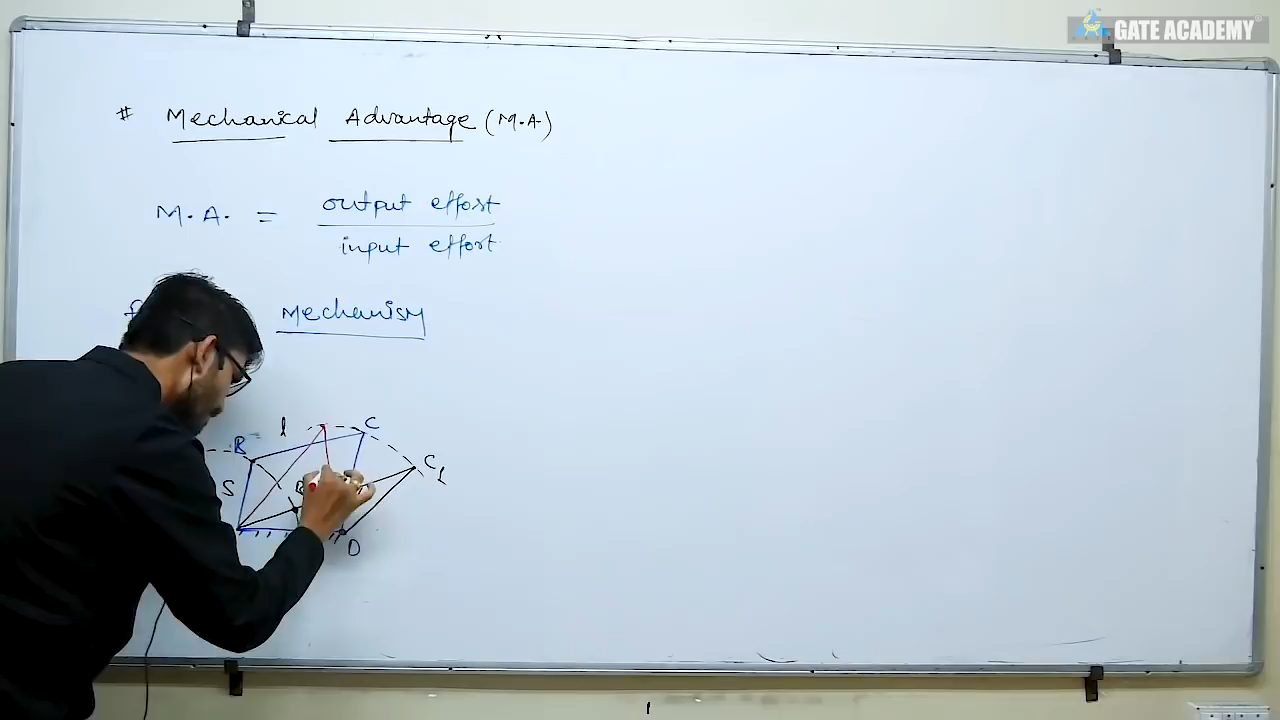 GATE ACADEMY®
# Mechanical Advantage (M.A)
M.A. = output effort
input effort
Mechanism
l C
B
C1
S
D